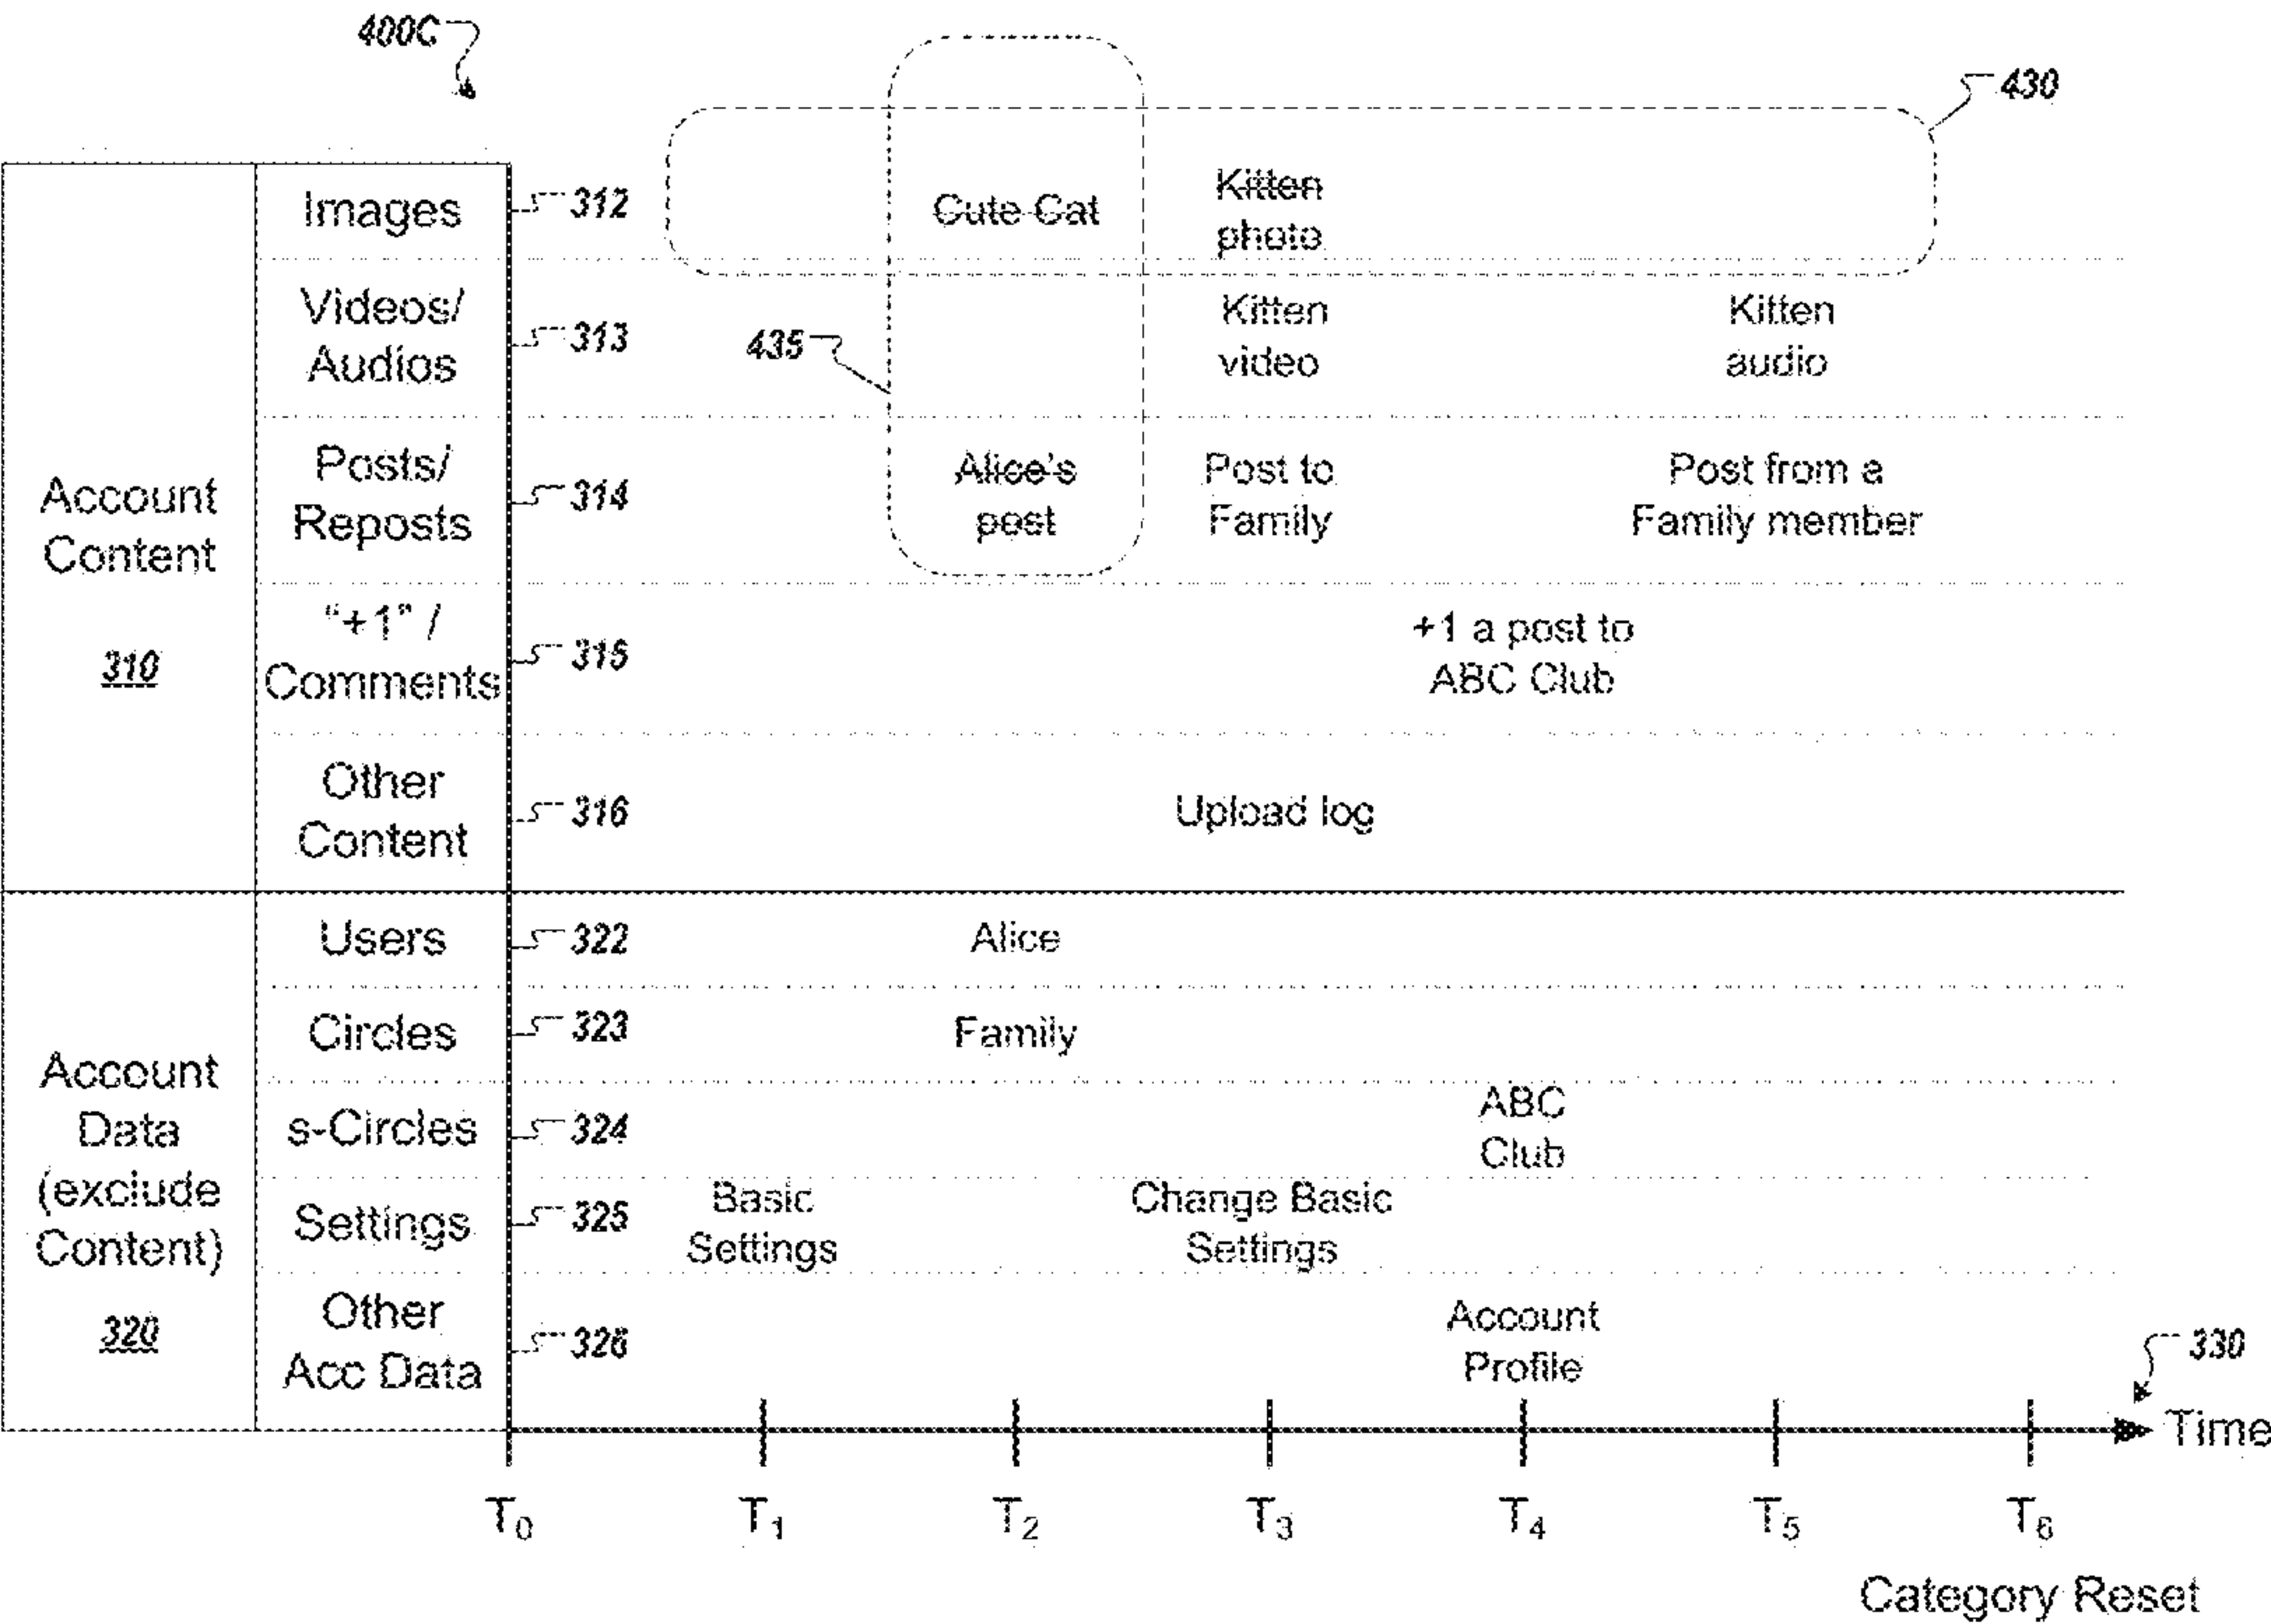 400C
430
Images
312
Cute Cat
Kitten
photo
Videos/
Audios
313
435
Kitten
video
Kitten
audio
Account
Content
310
Posts/
Reposts
314
Alice's
post
Post to
Family
Post from a
Family member
"+1" /
Comments
315
+1 a post to
ABC Club
Other
Content
316
Upload log
Account
Data
(exclude
Content)
320
Users
322
Alice
Circles
323
Family
s-Circles
324
ABC
Club
Settings
325
Basic
Settings
Change Basic
Settings
Other
Acc Data
326
Account
Profile
330
Time
T0
T1
T2
T3
T4
T5
T6
Category Reset